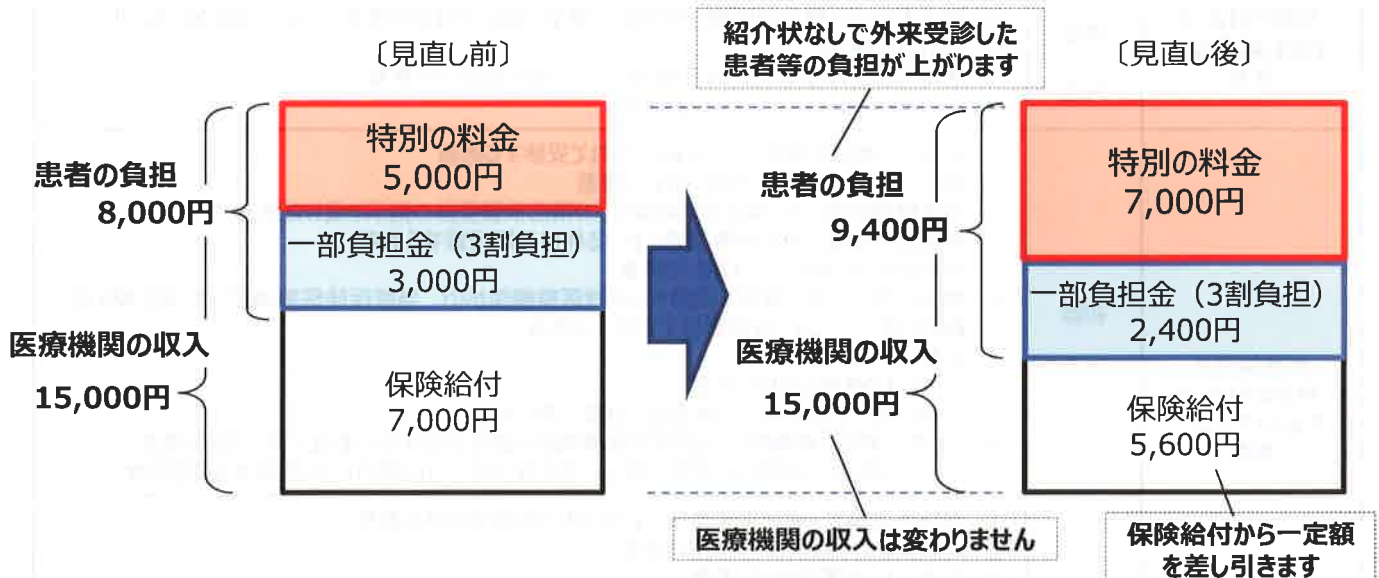 〔見直し前〕
特別の料金
5,000円
患者の負担
8,000円
一部負担金（3割負担）
3,000円
医療機関の収入
15,000円
保険給付
7,000円
紹介状なしで外来受診した
患者等の負担が上がります
〔見直し後〕
特別の料金
7,000円
患者の負担
9,400円
一部負担金（3割負担）
2,400円
医療機関の収入
15,000円
保険給付
5,600円
医療機関の収入は変わりません
保険給付から一定額
を差し引きます